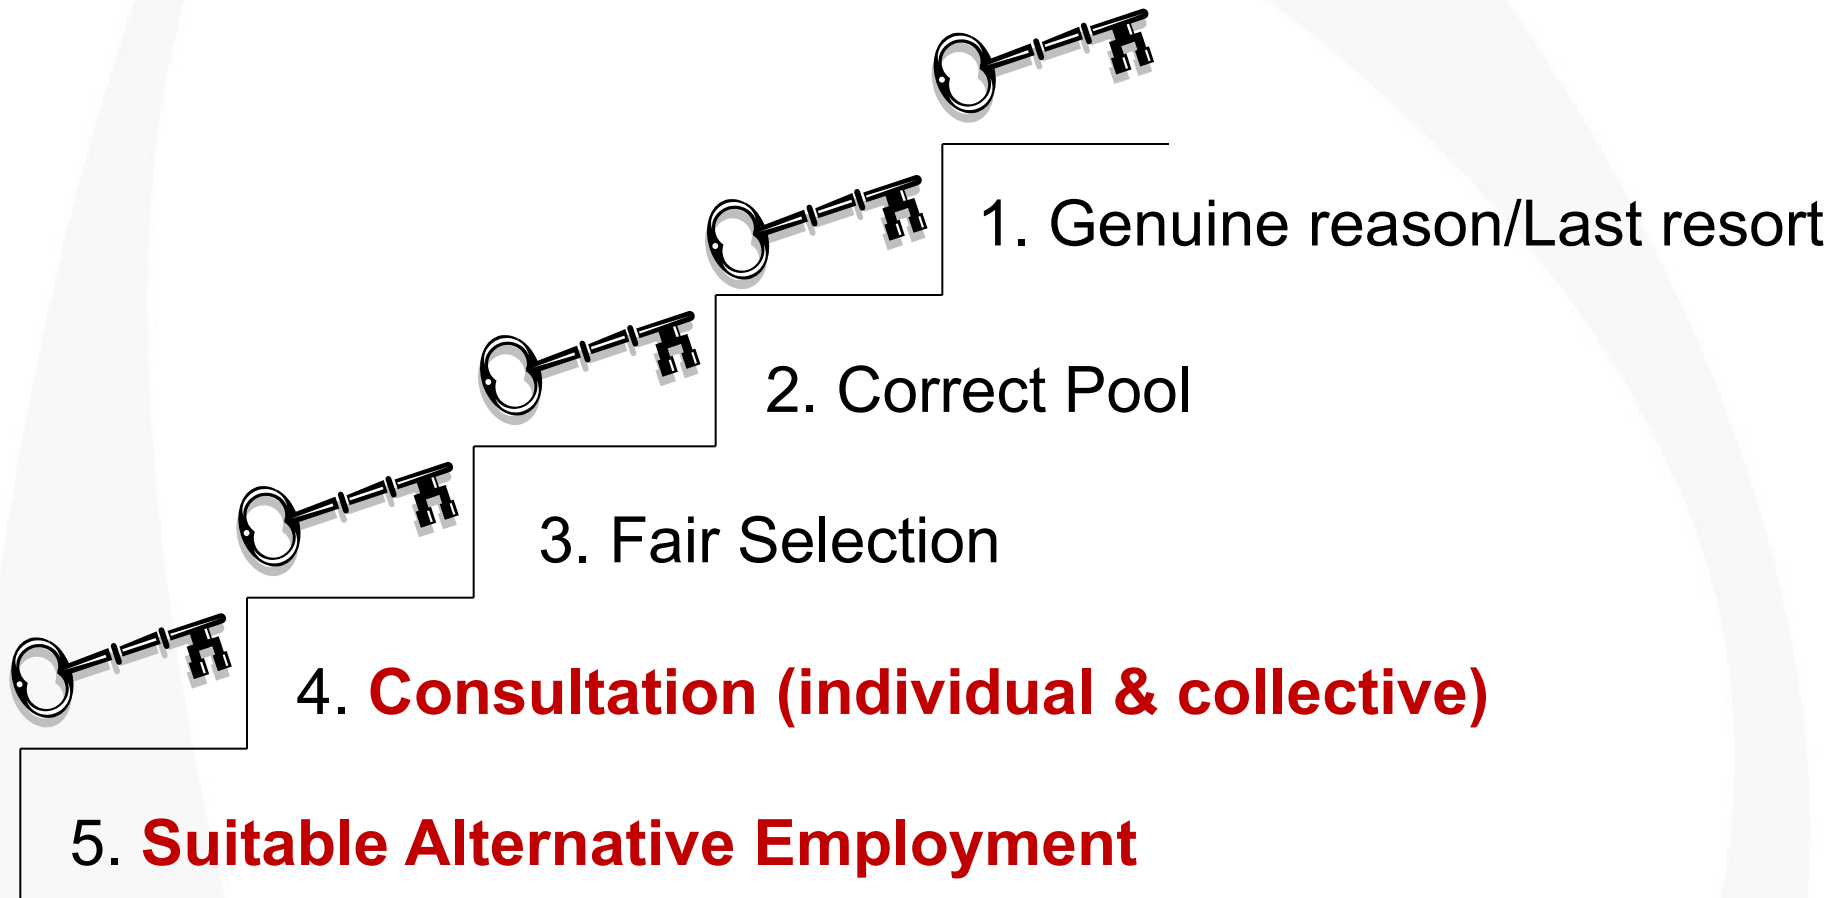 1. Genuine reason/Last resort
2. Correct Pool
3. Fair Selection
4. Consultation (individual & collective)
5. Suitable Alternative Employment